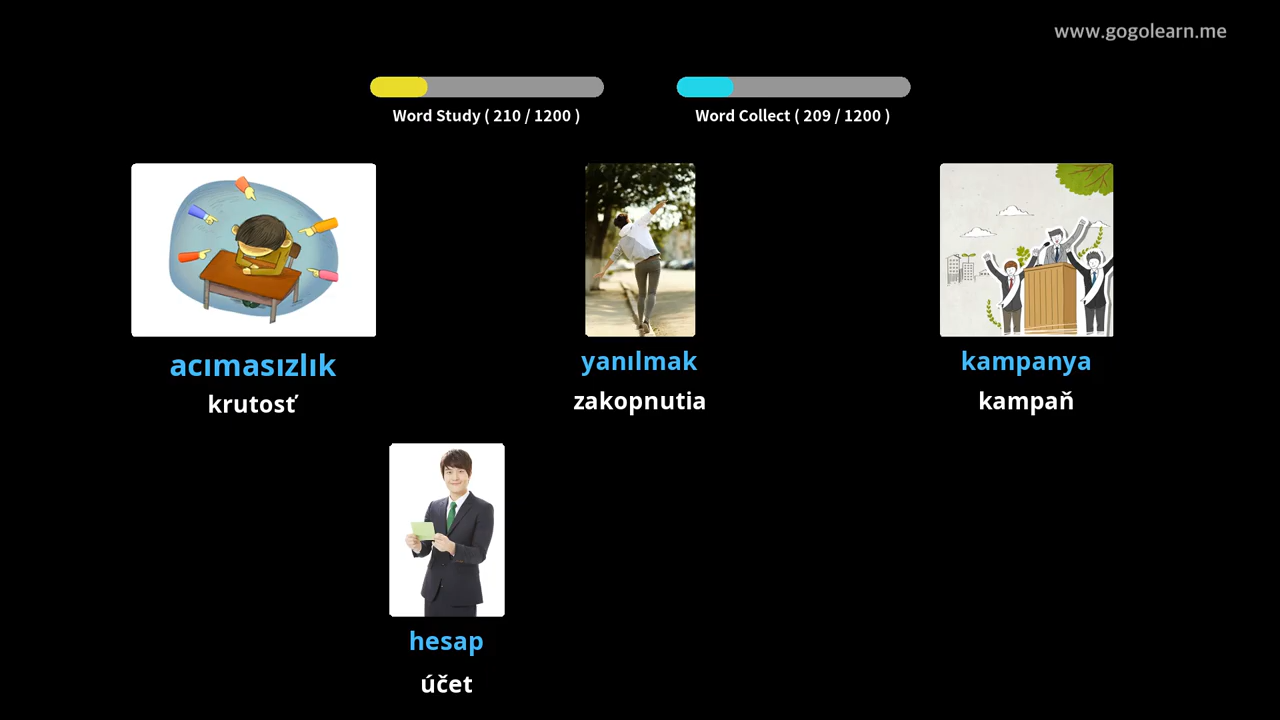 www.gogolearn.me
Word Study ( 210 / 1200 )
Word Collect ( 209 / 1200 )
acımasızlık
krutosť
yanılmak
zakopnutia
kampanya
kampaň
hesap
účet